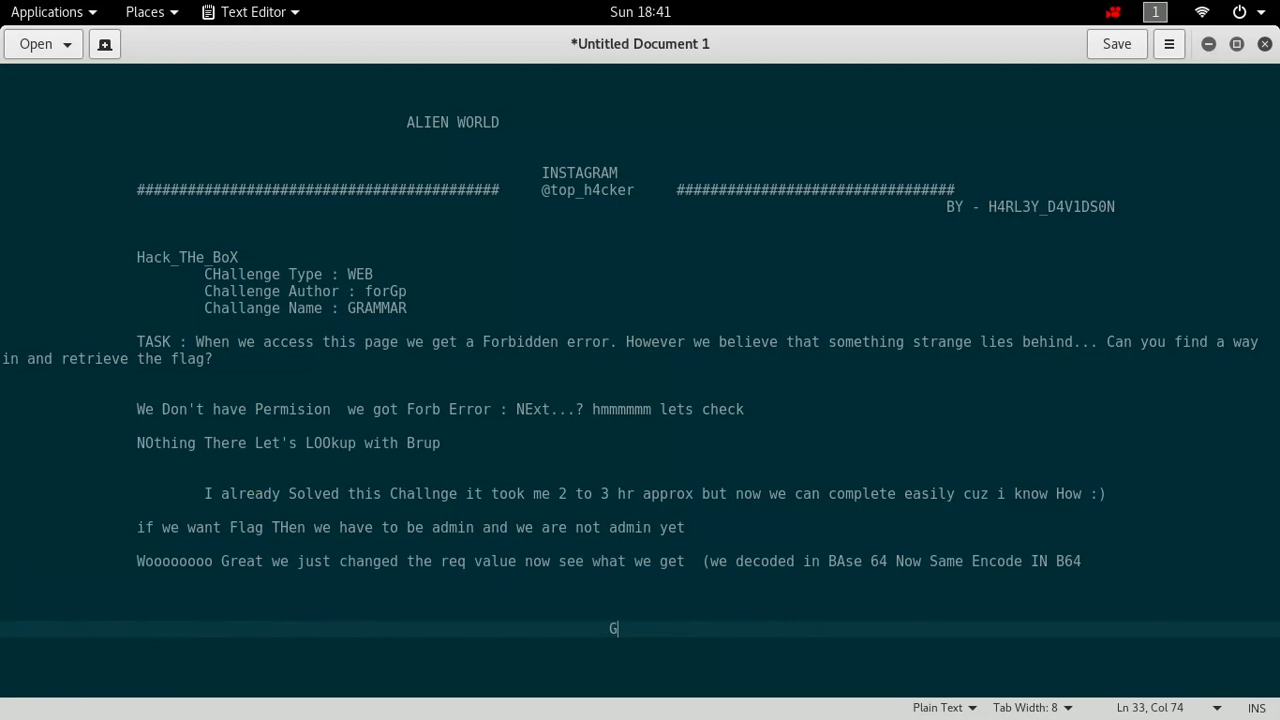 Applications Places Text Editor Sun 18:41 1
Open *Untitled Document 1 Save
ALIEN WORLD
INSTAGRAM
########################################### @top_h4cker #################################
BY - H4RL3Y_D4V1DS0N
Hack_THe_BoX
CHallenge Type : WEB
Challenge Author : forGp
Challange Name : GRAMMAR
TASK : When we access this page we get a Forbidden error. However we believe that something strange lies behind... Can you find a way
in and retrieve the flag?
We Don't have Permision  we got Forb Error : NExt...? hmmmmmm lets check
NOthing There Let's LOOkup with Brup
I already Solved this Challnge it took me 2 to 3 hr approx but now we can complete easily cuz i know How :)
if we want Flag THen we have to be admin and we are not admin yet
Woooooooo Great we just changed the req value now see what we get  (we decoded in BAse 64 Now Same Encode IN B64
G
Plain Text Tab Width: 8 Ln 33, Col 74 INS